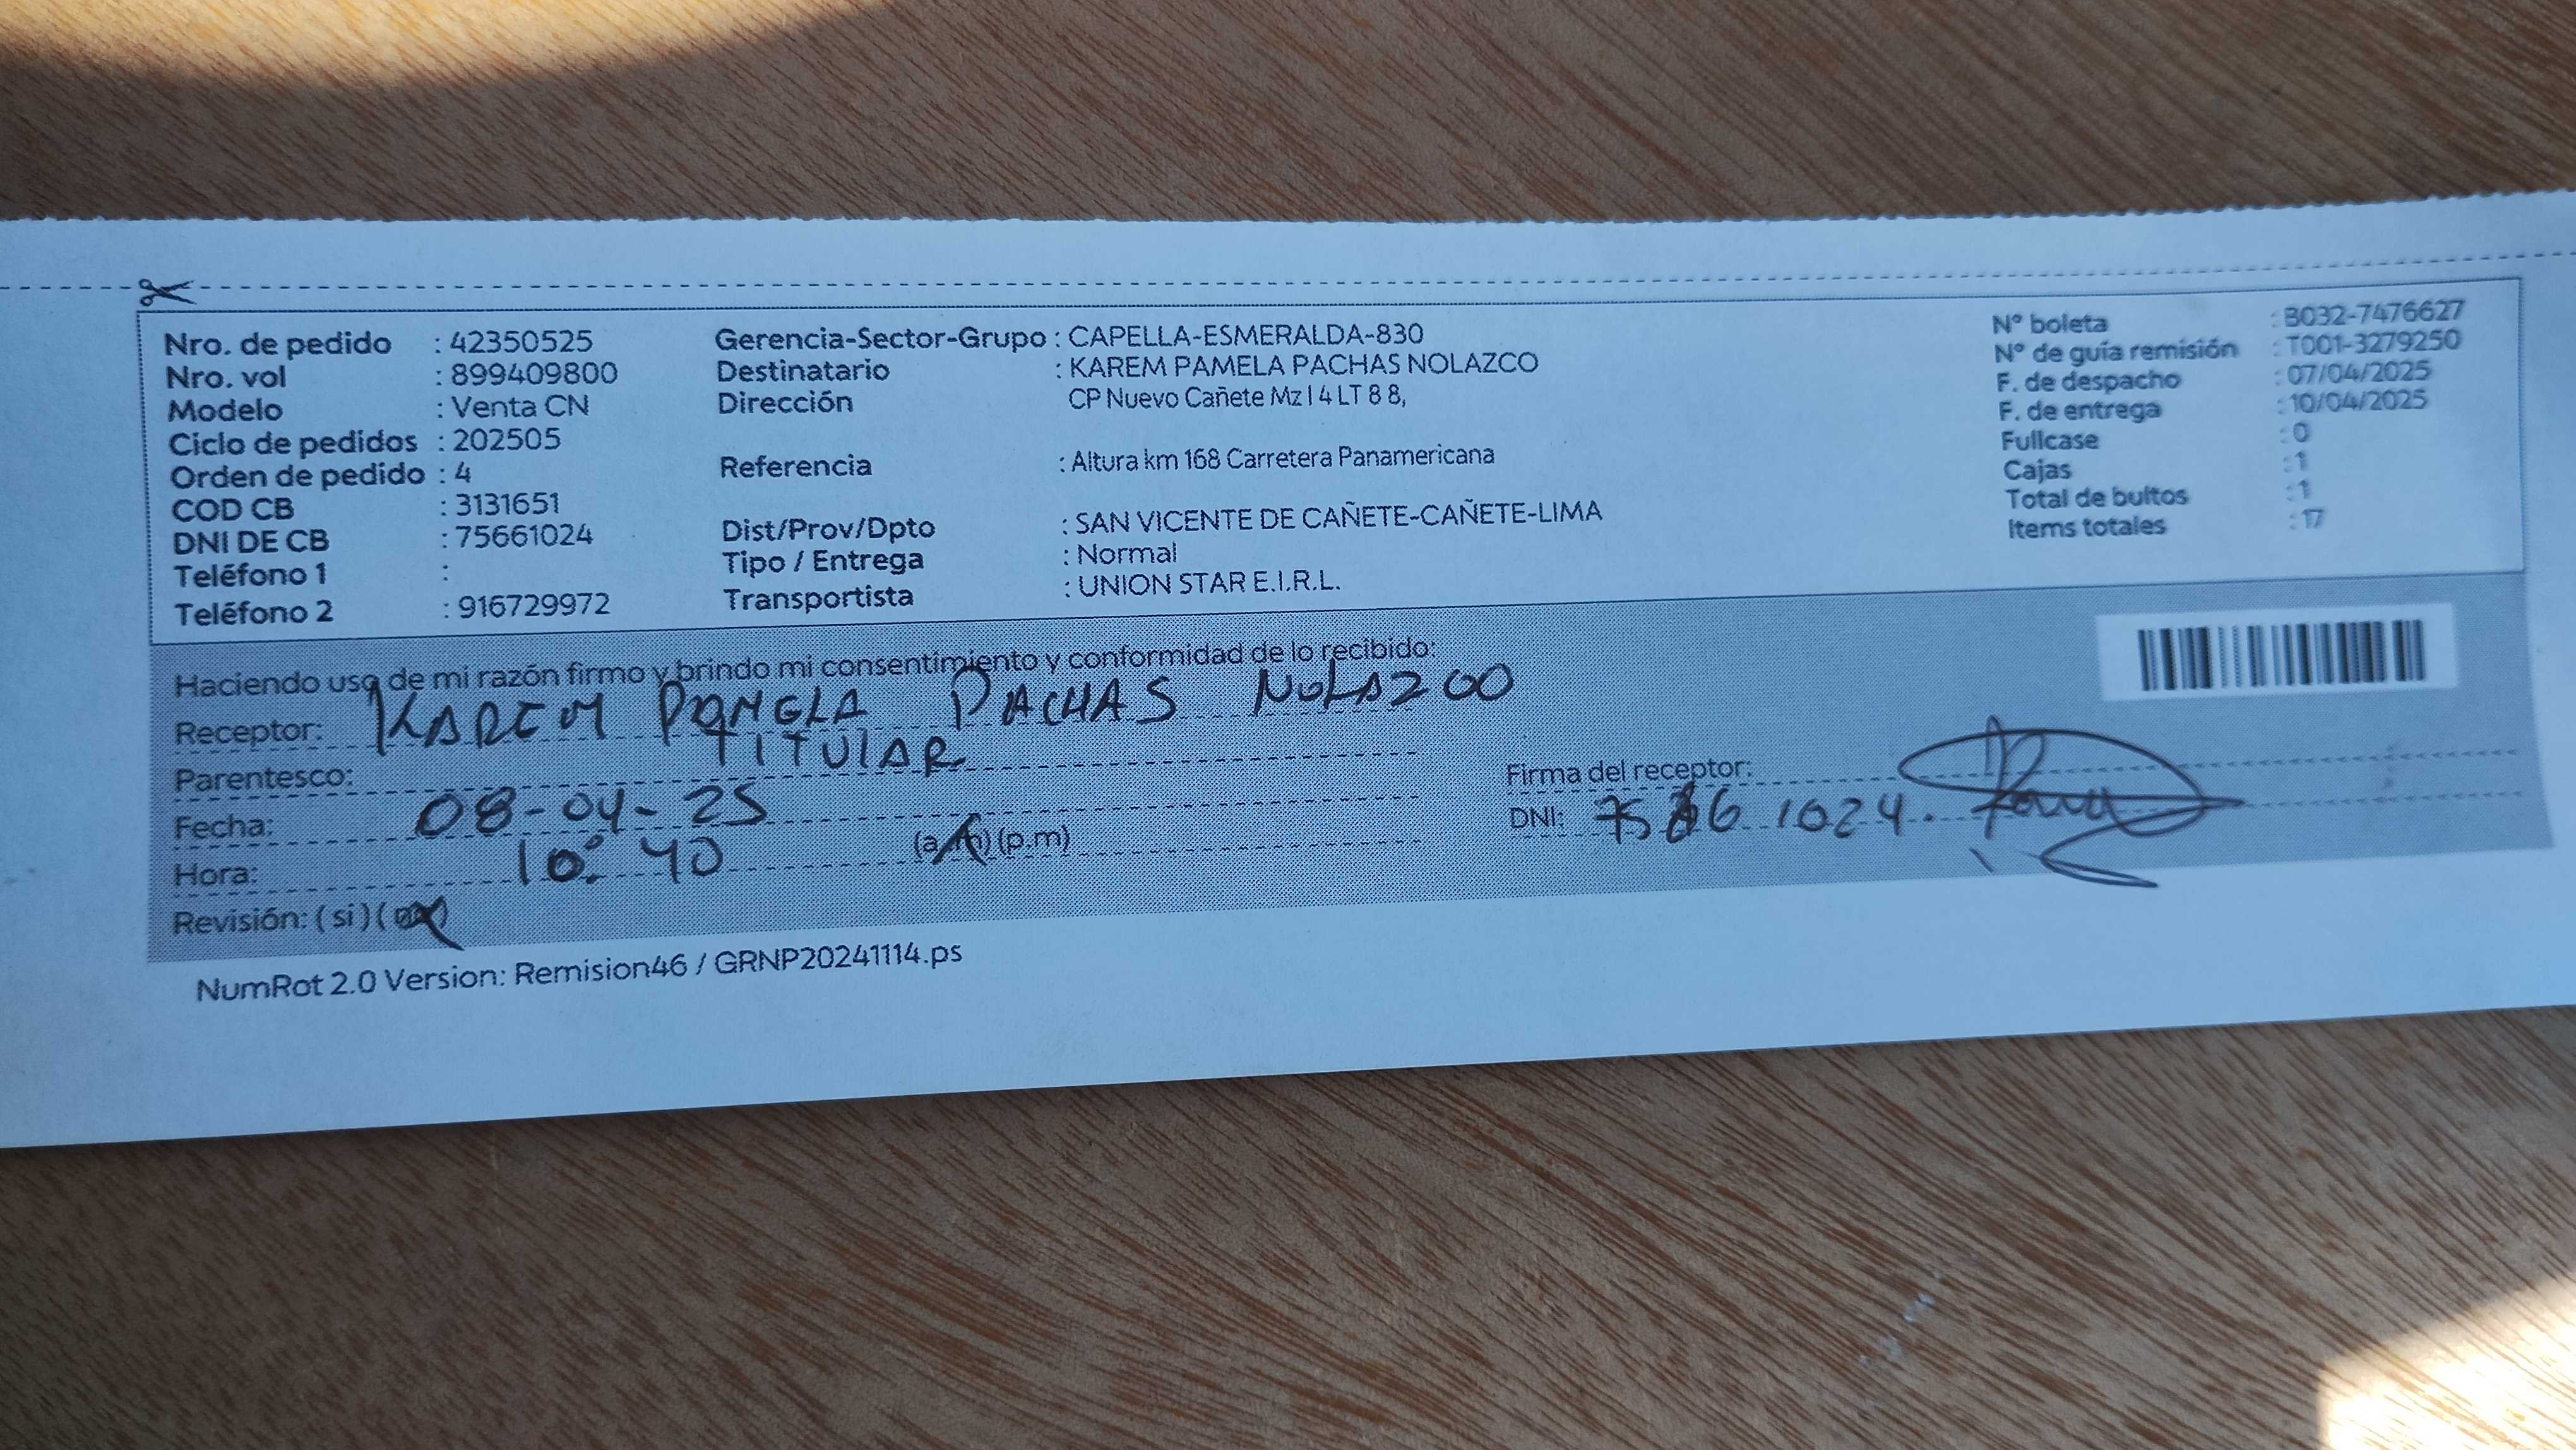 Nro. de pedido : 42350525
Nro. vol : 899409800
Modelo : Venta CN
Ciclo de pedidos : 202505
Orden de pedido : 4
COD CB : 3131651
DNI DE CB : 75661024
Teléfono 1 :
Teléfono 2 : 916729972
Gerencia-Sector-Grupo : CAPELLA-ESMERALDA-830
Destinatario : KAREM PAMELA PACHAS NOLAZCO
Dirección CP Nuevo Cañete Mz I 4 LT 8 8,
Referencia : Altura km 168 Carretera Panamericana
Dist/Prov/Dpto : SAN VICENTE DE CAÑETE-CAÑETE-LIMA
Tipo / Entrega : Normal
Transportista : UNION STAR E.I.R.L.
N° boleta : B032-7476627
N° de guía remisión : T001-3279250
F. de despacho : 07/04/2025
F. de entrega : 10/04/2025
Fullcase : 0
Cajas : 1
Total de bultos : 1
Items totales : 17
Haciendo uso de mi razón firmo y brindo mi consentimiento y conformidad de lo recibido:
Receptor: KAREM PAMELA PACHAS NOLAZCO
Parentesco: TITULAR
Fecha: 08-04-25
Hora: 10:40 (a.m) (p.m)
Revisión: (si) (no)
Firma del receptor:
DNI: 75661024.
NumRot 2.0 Version: Remision46 / GRNP20241114.ps